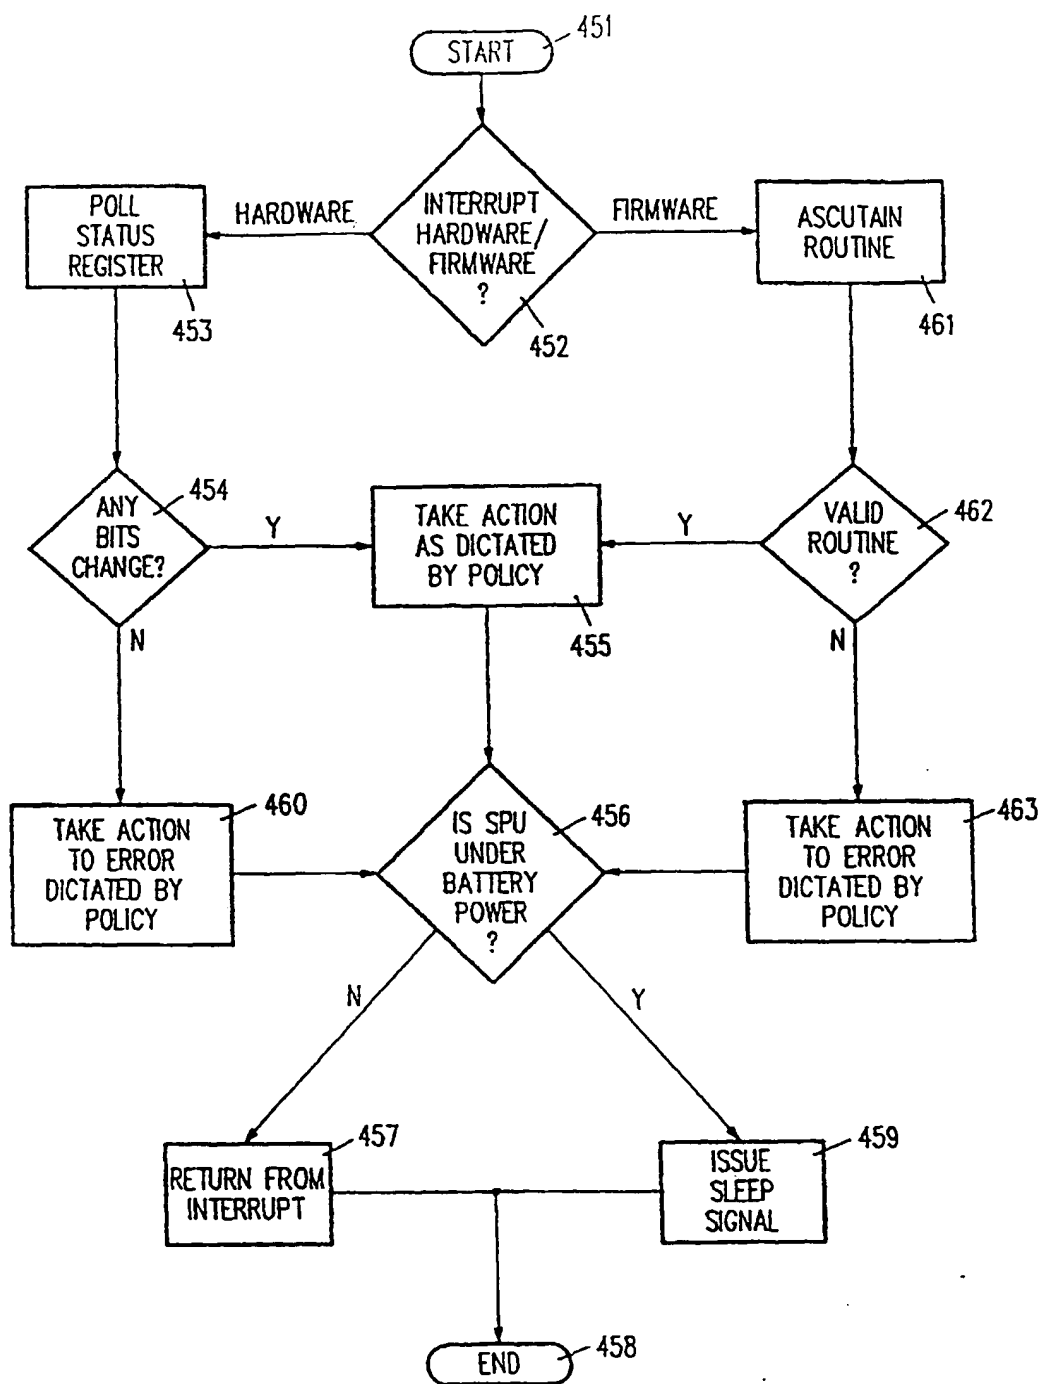 START
451
INTERRUPT
HARDWARE/
FIRMWARE
?
452
HARDWARE
FIRMWARE
POLL
STATUS
REGISTER
453
ASCUTAIN
ROUTINE
461
ANY
BITS
CHANGE?
454
Y
N
TAKE ACTION
AS DICTATED
BY POLICY
455
VALID
ROUTINE
?
462
Y
N
TAKE ACTION
TO ERROR
DICTATED BY
POLICY
460
IS SPU
UNDER
BATTERY
POWER
?
456
TAKE ACTION
TO ERROR
DICTATED BY
POLICY
463
N
Y
RETURN FROM
INTERRUPT
457
ISSUE
SLEEP
SIGNAL
459
END
458